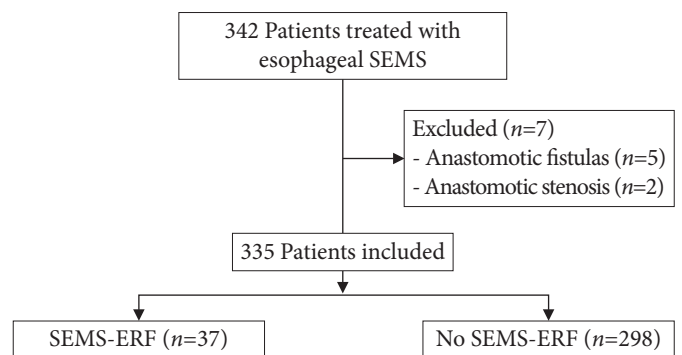 342 Patients treated with
esophageal SEMS
Excluded (n=7)
- Anastomotic fistulas (n=5)
- Anastomotic stenosis (n=2)
335 Patients included
SEMS-ERF (n=37)
No SEMS-ERF (n=298)